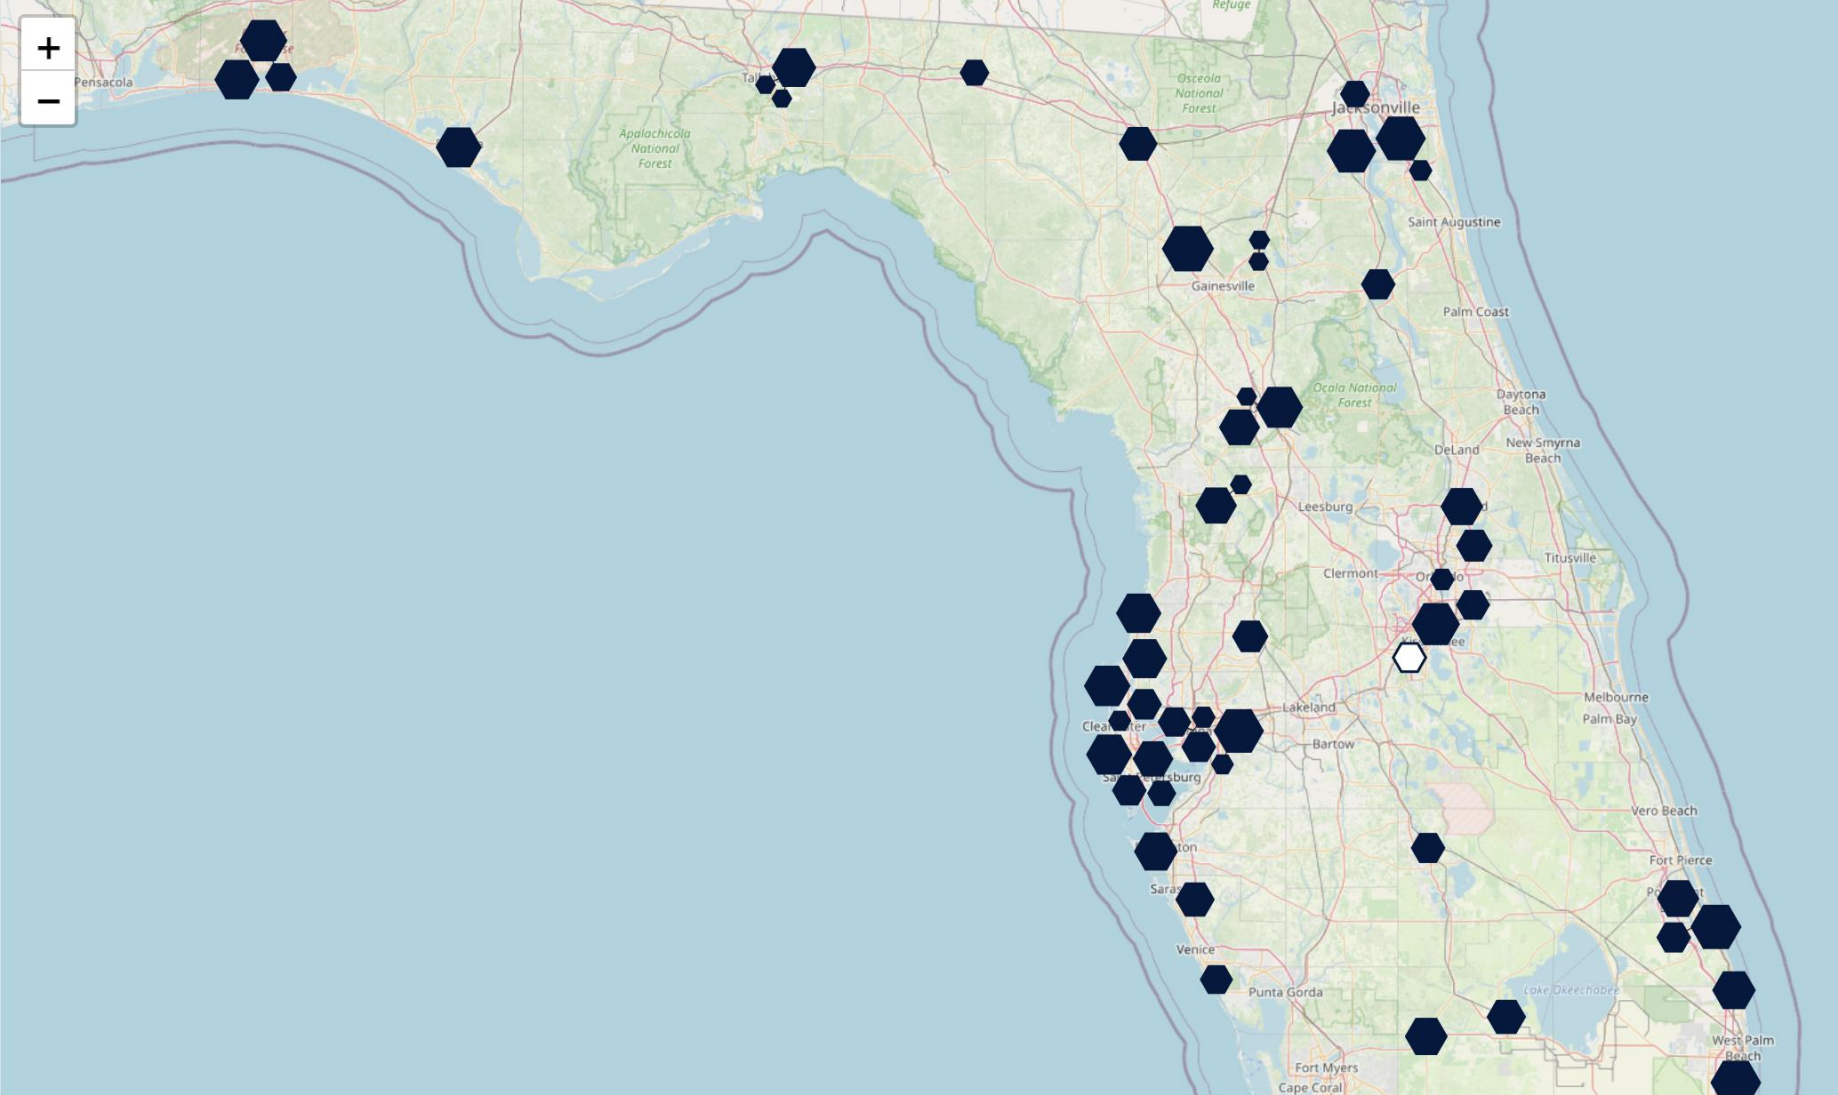 Refuge
+
−
Pensacola
Osceola
National
Forest
Jacksonville
Apalachicola
National
Forest
Saint Augustine
Gainesville
Palm Coast
Ocala National
Forest
Daytona
Beach
New Smyrna
Beach
DeLand
Leesburg
Titusville
Clermont
Melbourne
Palm Bay
Lakeland
Bartow
Vero Beach
Fort Pierce
Venice
Punta Gorda
Lake Okeechobee
West Palm
Beach
Fort Myers
Cape Coral